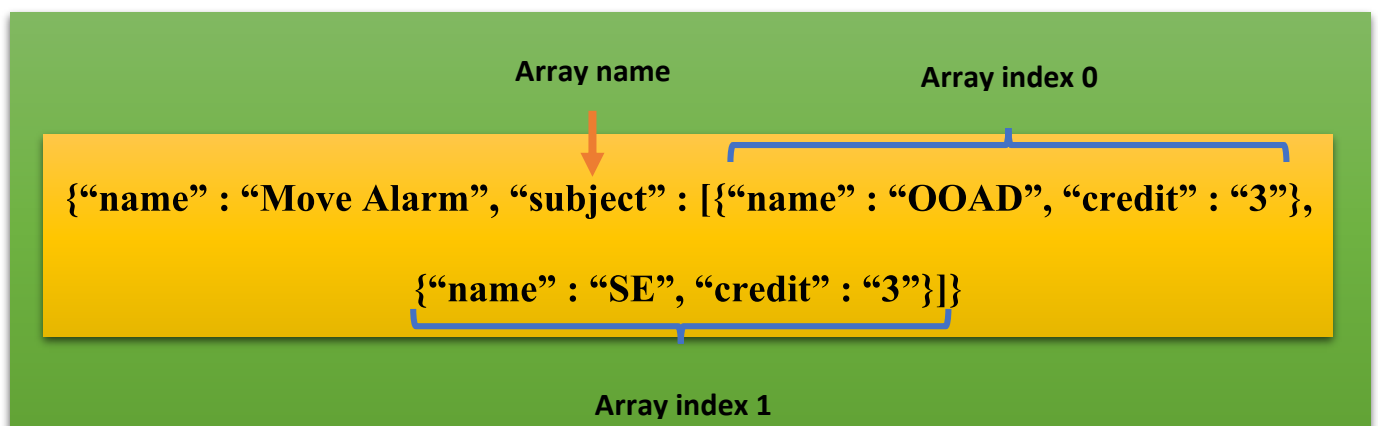 Array name
Array index 0
{“name” : “Move Alarm”, “subject” : [{“name” : “OOAD”, “credit” : “3”},
{“name” : “SE”, “credit” : “3”}]}
Array index 1